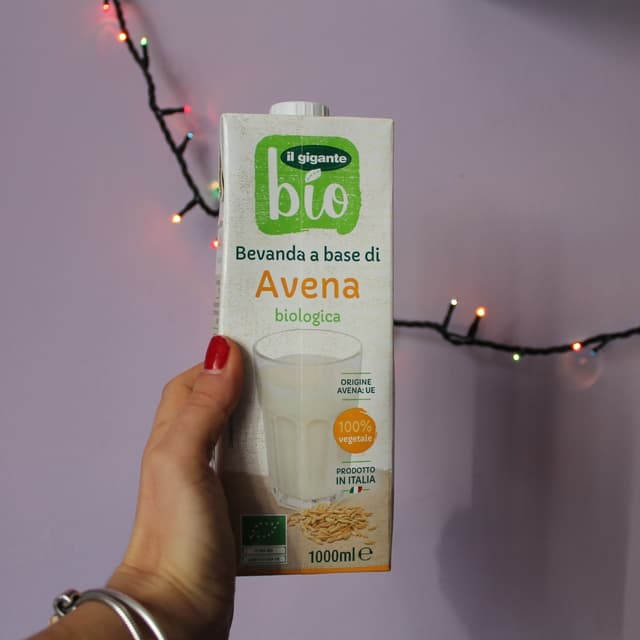 il gigante
bio
Bevanda a base di
Avena
biologica
ORIGINE
AVENA: UE
100%
vegetale
PRODOTTO
IN ITALIA
1000ml ℮